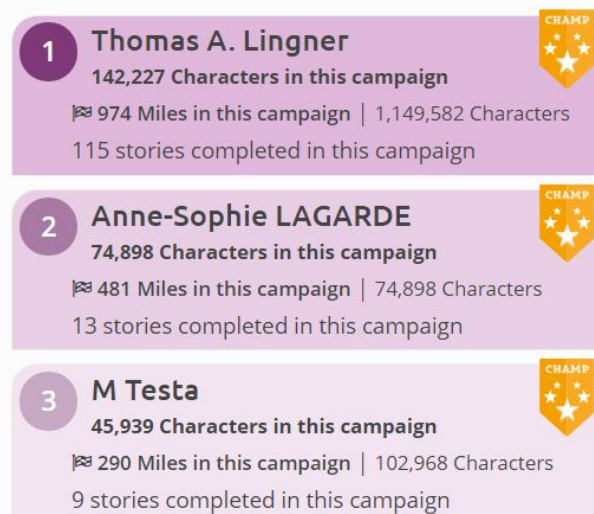 CHAMP
1
Thomas A. Lingner
142,227 Characters in this campaign
974 Miles in this campaign | 1,149,582 Characters
115 stories completed in this campaign
CHAMP
2
Anne-Sophie LAGARDE
74,898 Characters in this campaign
481 Miles in this campaign | 74,898 Characters
13 stories completed in this campaign
CHAMP
3
M Testa
45,939 Characters in this campaign
290 Miles in this campaign | 102,968 Characters
9 stories completed in this campaign